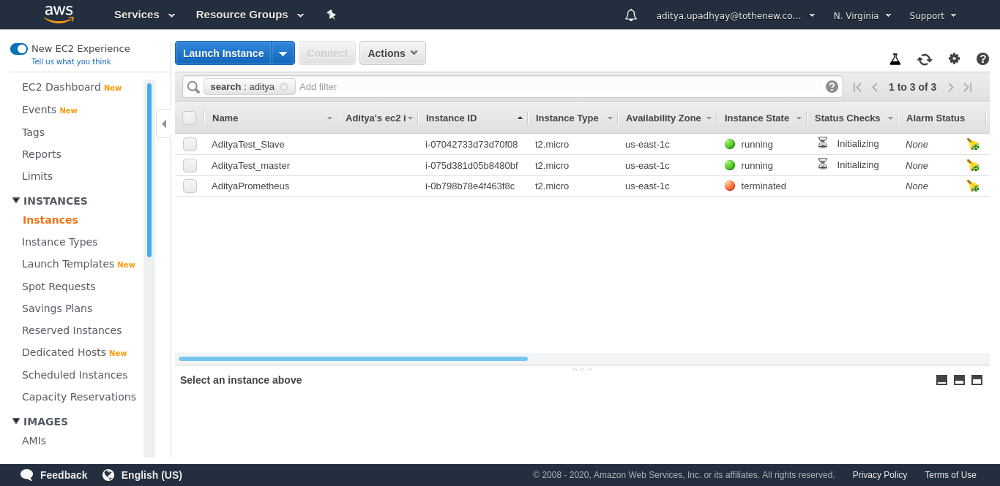 aws Services Resource Groups aditya.upadhyay@tothenew.co... N. Virginia Support
New EC2 Experience
Tell us what you think
EC2 Dashboard New
Events New
Tags
Reports
Limits
INSTANCES
Instances
Instance Types
Launch Templates New
Spot Requests
Savings Plans
Reserved Instances
Dedicated Hosts New
Scheduled Instances
Capacity Reservations
IMAGES
AMIs
Launch Instance Connect Actions
search : aditya Add filter 1 to 3 of 3
Name Aditya's ec2 i Instance ID Instance Type Availability Zone Instance State Status Checks Alarm Status
AdityaTest_Slave i-07042733d73d70f08 t2.micro us-east-1c running Initializing None
AdityaTest_master i-075d381d05b8480bf t2.micro us-east-1c running Initializing None
AdityaPrometheus i-0b798b78e4f463f8c t2.micro us-east-1c terminated None
Select an instance above
Feedback English (US) © 2008 - 2020, Amazon Web Services, Inc. or its affiliates. All rights reserved. Privacy Policy Terms of Use